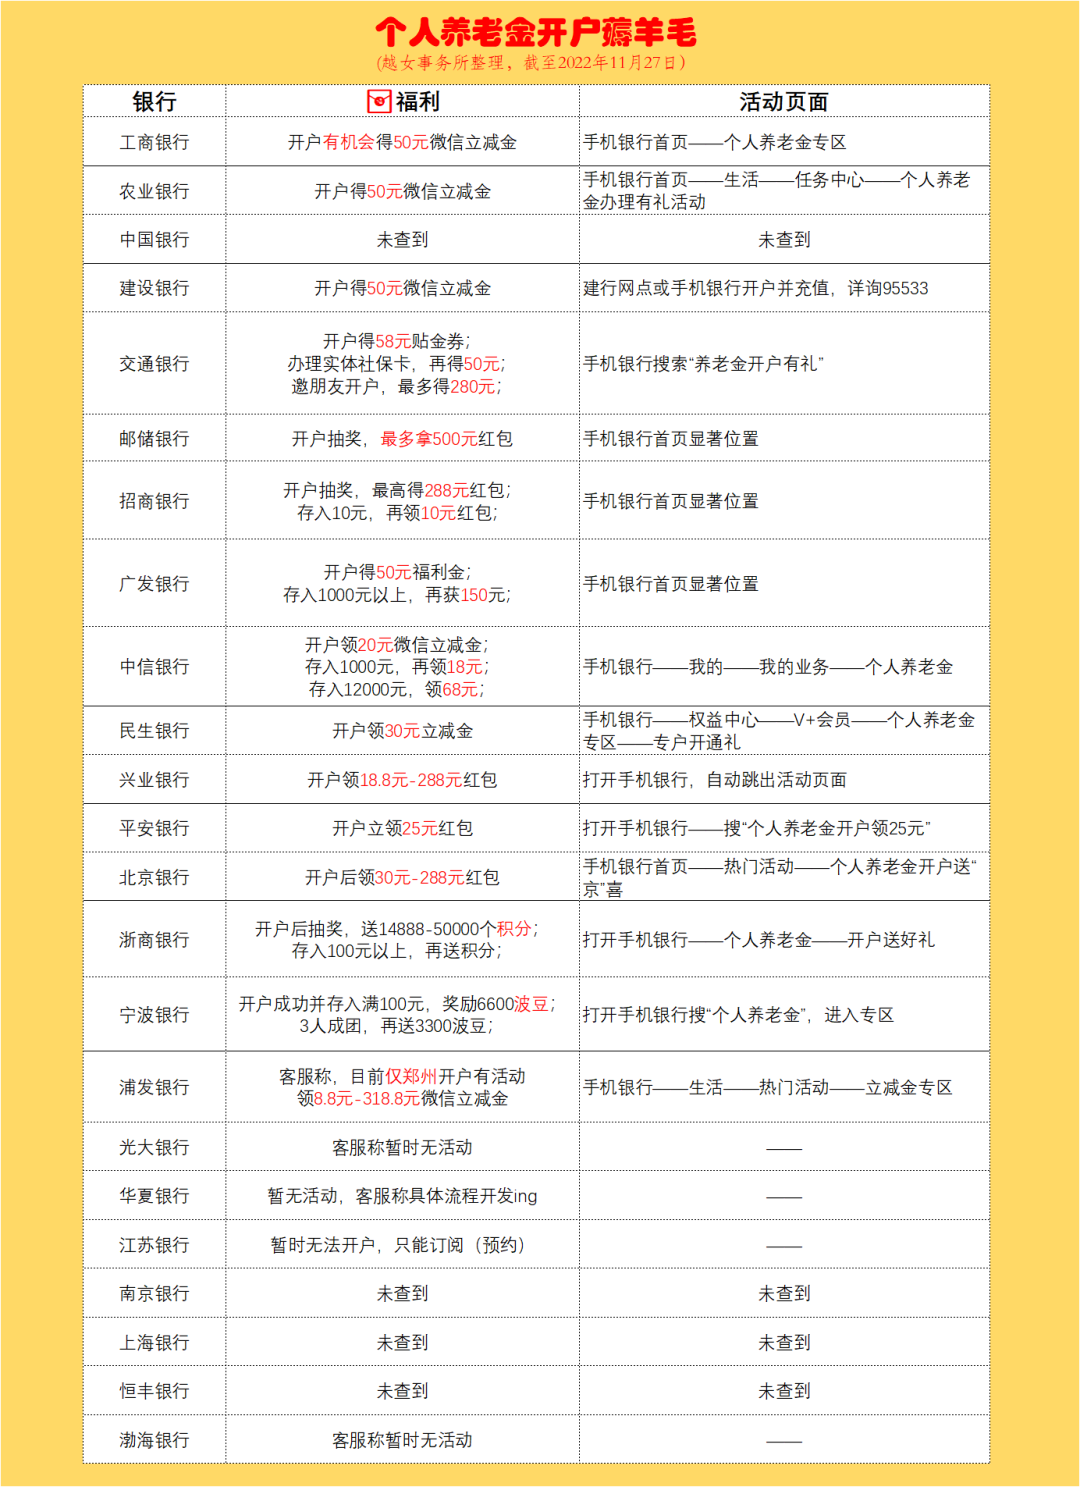 个人养老金开户薅羊毛
(越女事务所整理，截至2022年11月27日）
银行 福利 活动页面
工商银行 开户有机会得50元微信立减金 手机银行首页——个人养老金专区
农业银行 开户得50元微信立减金 手机银行首页——生活——任务中心——个人养老
金办理有礼活动
中国银行 未查到 未查到
建设银行 开户得50元微信立减金 建行网点或手机银行开户并充值，详询95533
交通银行 开户得58元贴金券；
办理实体社保卡，再得50元；
邀朋友开户，最多得280元；
手机银行搜索“养老金开户有礼”
邮储银行 开户抽奖，最多拿500元红包 手机银行首页显著位置
招商银行 开户抽奖，最高得288元红包；
存入10元，再领10元红包；
手机银行首页显著位置
广发银行 开户得50元福利金；
存入1000元以上，再获150元；
手机银行首页显著位置
中信银行 开户领20元微信立减金；
存入1000元，再领18元；
存入12000元，领68元；
手机银行——我的——我的业务——个人养老金
民生银行 开户领30元立减金 手机银行——权益中心——V+会员——个人养老金
专区——专户开通礼
兴业银行 开户领18.8元-288元红包 打开手机银行，自动跳出活动页面
平安银行 开户立领25元红包 打开手机银行——搜“个人养老金开户领25元”
北京银行 开户后领30元-288元红包 手机银行首页——热门活动——个人养老金开户送“
京”喜
浙商银行 开户后抽奖，送14888-50000个积分；
存入100元以上，再送积分；
打开手机银行——个人养老金——开户送好礼
宁波银行 开户成功并存入满100元，奖励6600波豆；
3人成团，再送3300波豆；
打开手机银行搜“个人养老金”，进入专区
浦发银行 客服称，目前仅郑州开户有活动
领8.8元-318.8元微信立减金
手机银行——生活——热门活动——立减金专区
光大银行 客服称暂时无活动 ——
华夏银行 暂无活动，客服称具体流程开发ing ——
江苏银行 暂时无法开户，只能订阅（预约） ——
南京银行 未查到 未查到
上海银行 未查到 未查到
恒丰银行 未查到 未查到
渤海银行 客服称暂时无活动 ——